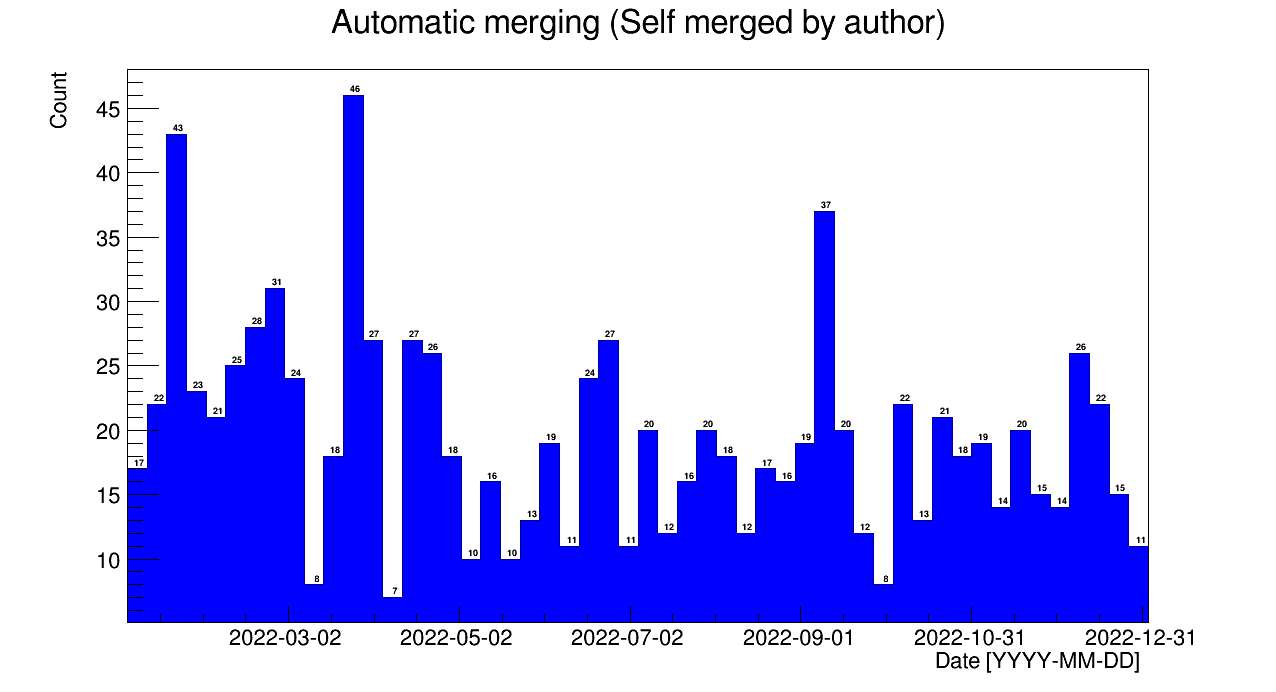 Automatic merging (Self merged by author)
Count
45
40
35
30
25
20
15
10
17 22 43 23 21 25 28 31 24 8 18 46 27 7 27 26 18 10 16 10 13 19 11 24 27 11 20 12 16 20 18 12 17 16 19 37 20 12 8 22 13 21 18 19 14 20 15 14 26 22 15 11
2022-03-02 2022-05-02 2022-07-02 2022-09-01 2022-10-31 2022-12-31
Date [YYYY-MM-DD]